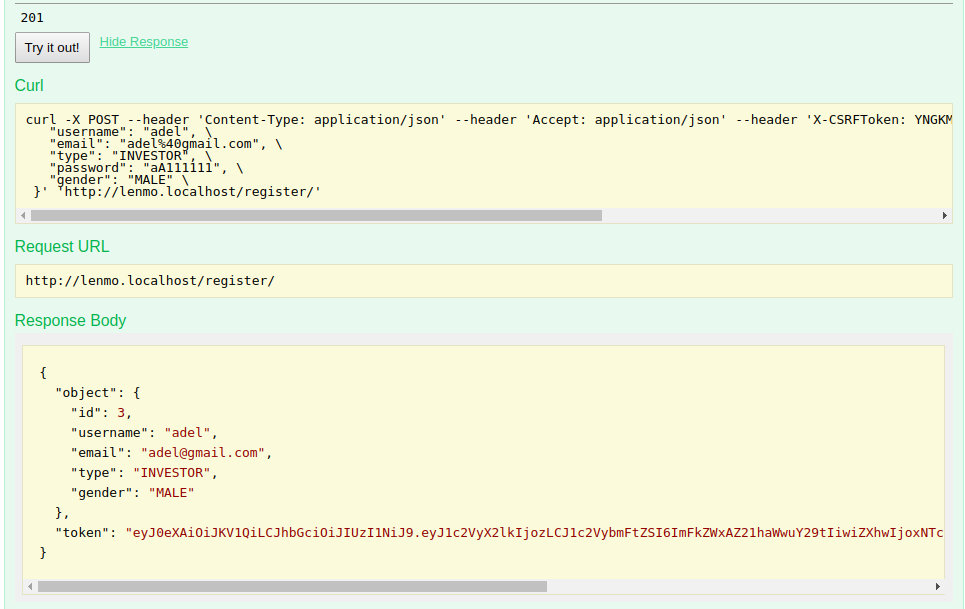 201
Try it out! Hide Response
Curl
curl -X POST --header 'Content-Type: application/json' --header 'Accept: application/json' --header 'X-CSRFToken: YNGKM
"username": "adel", \
"email": "adel%40gmail.com", \
"type": "INVESTOR", \
"password": "aA111111", \
"gender": "MALE" \
}' 'http://lenmo.localhost/register/'
Request URL
http://lenmo.localhost/register/
Response Body
{
"object": {
"id": 3,
"username": "adel",
"email": "adel@gmail.com",
"type": "INVESTOR",
"gender": "MALE"
},
"token": "eyJ0eXAiOiJKV1QiLCJhbGciOiJIUzI1NiJ9.eyJ1c2VyX2lkIjozLCJ1c2VybmFtZSI6ImFkZWxAZ21haWwuY29tIiwiZXhwIjoxNTc
}